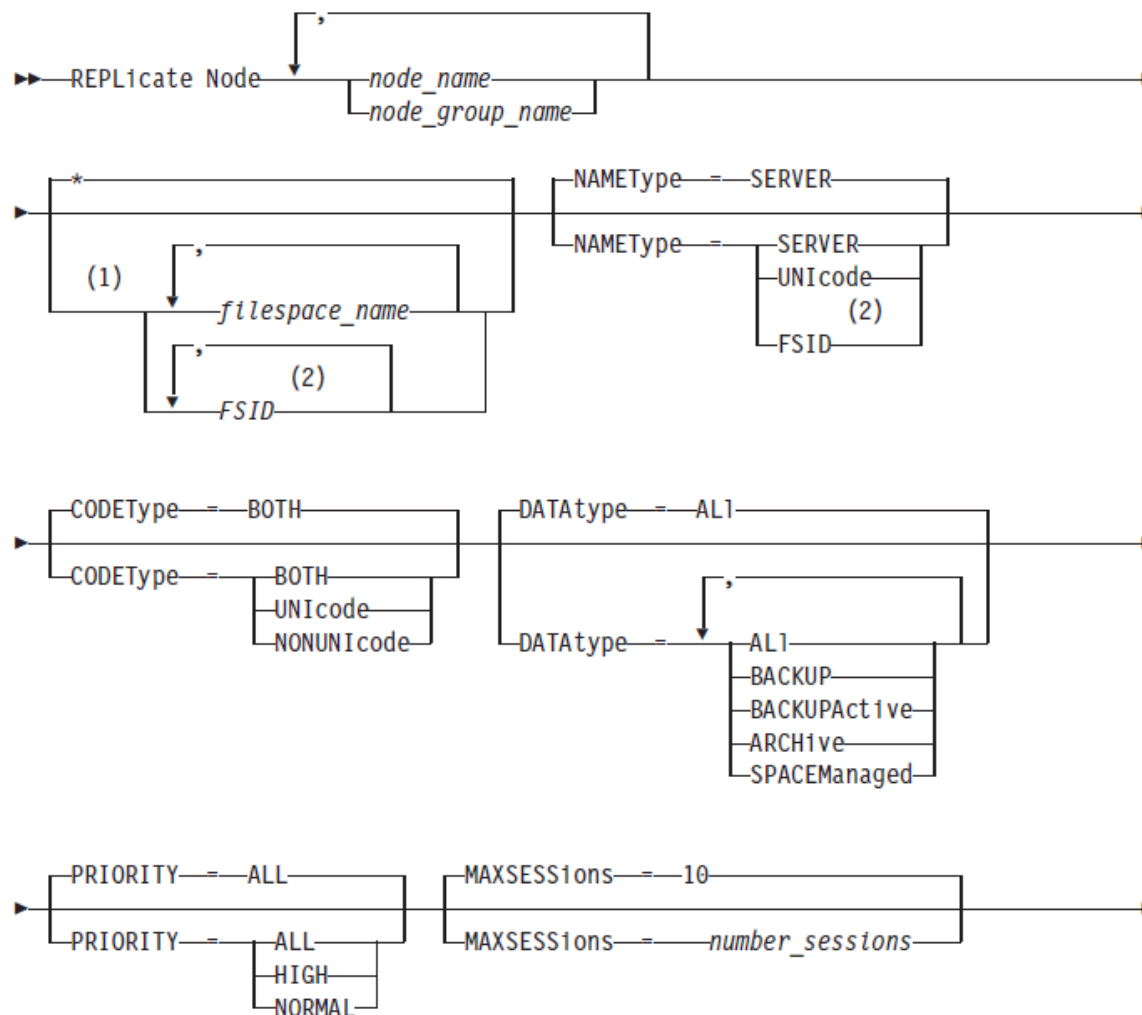 ,
REPLicate Node node_name
node_group_name
* NAMEType = SERVER
NAMEType = SERVER
, UNIcode
(1) (2)
filespace_name FSID
,
(2)
FSID
CODEType = BOTH DATAtype = ALl
CODEType = BOTH ,
UNIcode
NONUNIcode DATAtype = ALl
BACKUP
BACKUPActive
ARCHive
SPACEManaged
PRIORITY = ALL MAXSESSions = 10
PRIORITY = ALL MAXSESSions = number_sessions
HIGH
NORMAL